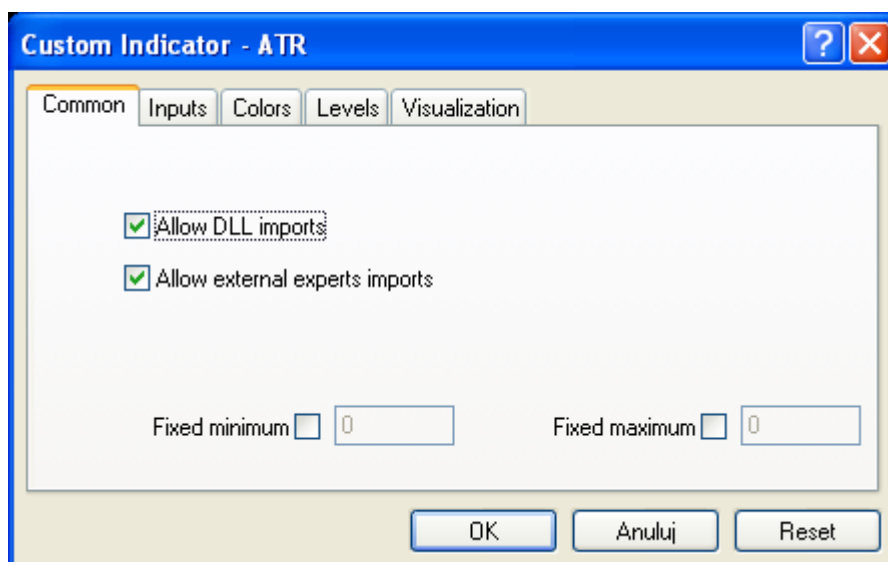 Custom Indicator - ATR
Common Inputs Colors Levels Visualization
Allow DLL imports
Allow external experts imports
Fixed minimum 0 Fixed maximum 0
OK Anuluj Reset